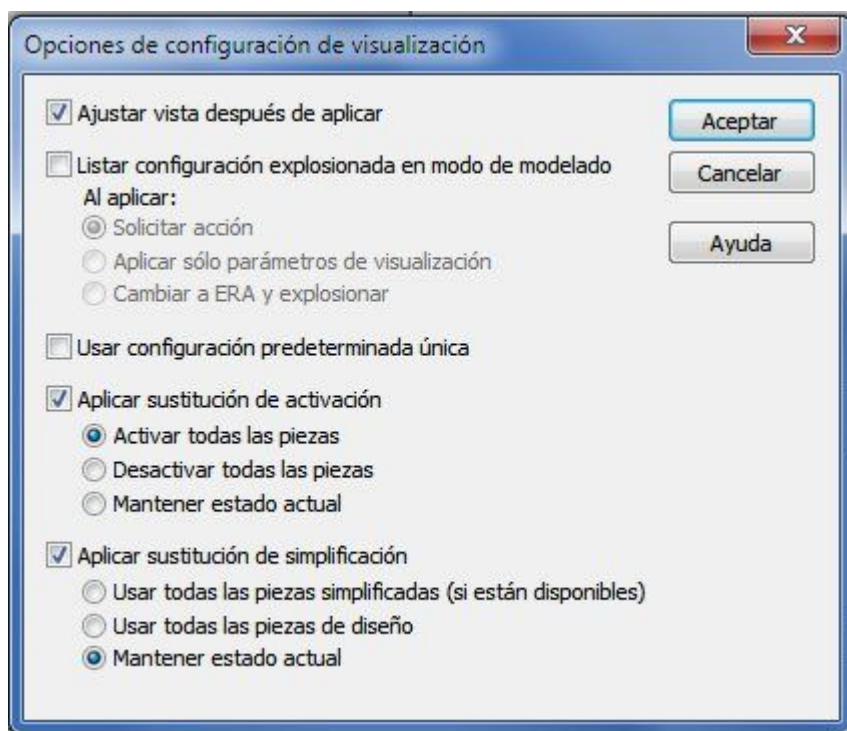 Opciones de configuración de visualización
Ajustar vista después de aplicar
Aceptar
Listar configuración explosionada en modo de modelado
Cancelar
Al aplicar:
Solicitar acción
Ayuda
Aplicar sólo parámetros de visualización
Cambiar a ERA y explosionar
Usar configuración predeterminada única
Aplicar sustitución de activación
Activar todas las piezas
Desactivar todas las piezas
Mantener estado actual
Aplicar sustitución de simplificación
Usar todas las piezas simplificadas (si están disponibles)
Usar todas las piezas de diseño
Mantener estado actual